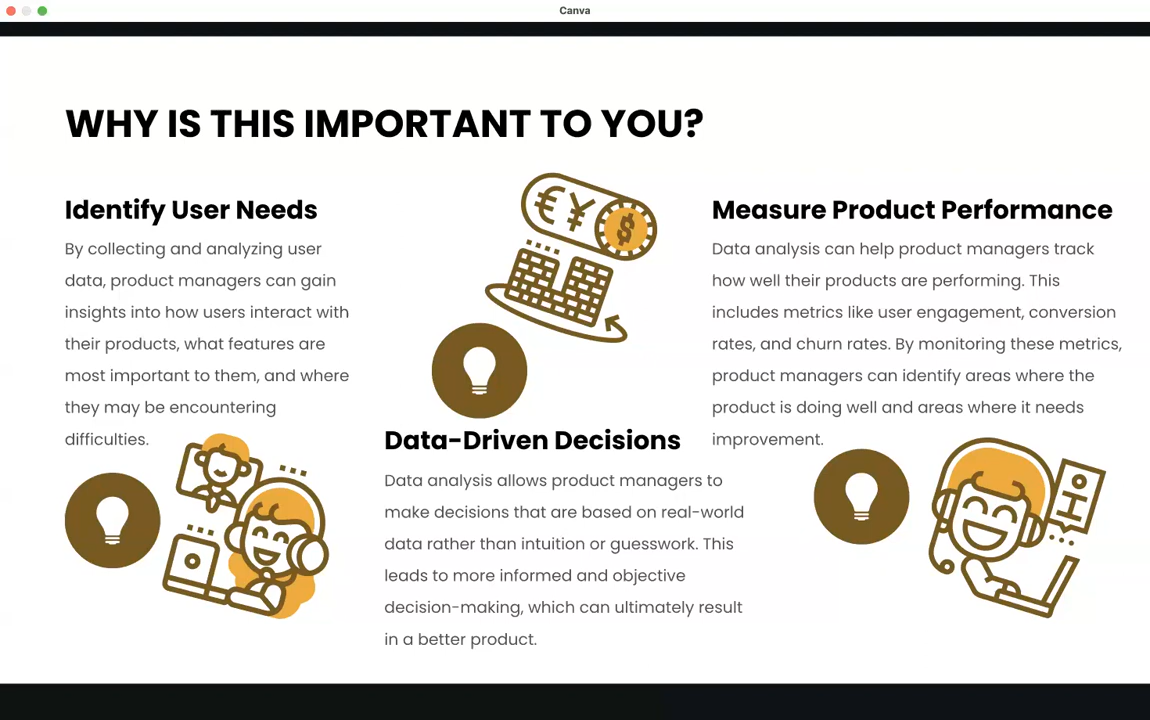 Canva
WHY IS THIS IMPORTANT TO YOU?
Identify User Needs
By collecting and analyzing user
data, product managers can gain
insights into how users interact with
their products, what features are
most important to them, and where
they may be encountering
difficulties.
€ ¥ $
Data-Driven Decisions
Data analysis allows product managers to
make decisions that are based on real-world
data rather than intuition or guesswork. This
leads to more informed and objective
decision-making, which can ultimately result
in a better product.
Measure Product Performance
Data analysis can help product managers track
how well their products are performing. This
includes metrics like user engagement, conversion
rates, and churn rates. By monitoring these metrics,
product managers can identify areas where the
product is doing well and areas where it needs
improvement.